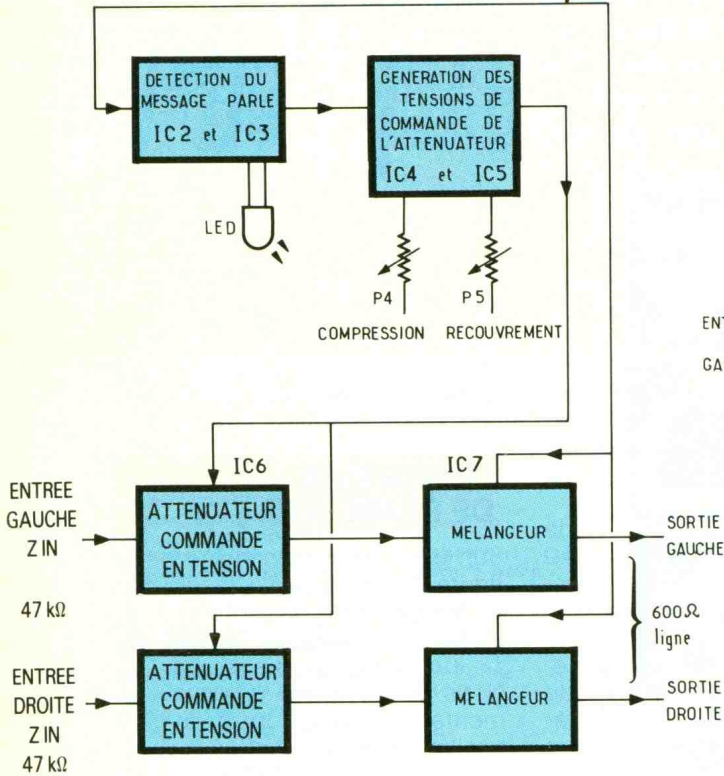 DETECTION DU
MESSAGE PARLE
IC2 et IC3
LED
GENERATION DES
TENSIONS DE
COMMANDE DE
L'ATTENUATEUR
IC4 et IC5
P4
COMPRESSION
P5
RECOUVREMENT
ENT
GA
ENTREE
GAUCHE
Z IN
47 kΩ
IC6
ATTENUATEUR
COMMANDE
EN TENSION
IC7
MELANGEUR
SORTIE
GAUCHE
600Ω
ligne
ENTREE
DROITE
Z IN
47 kΩ
ATTENUATEUR
COMMANDE
EN TENSION
MELANGEUR
SORTIE
DROITE